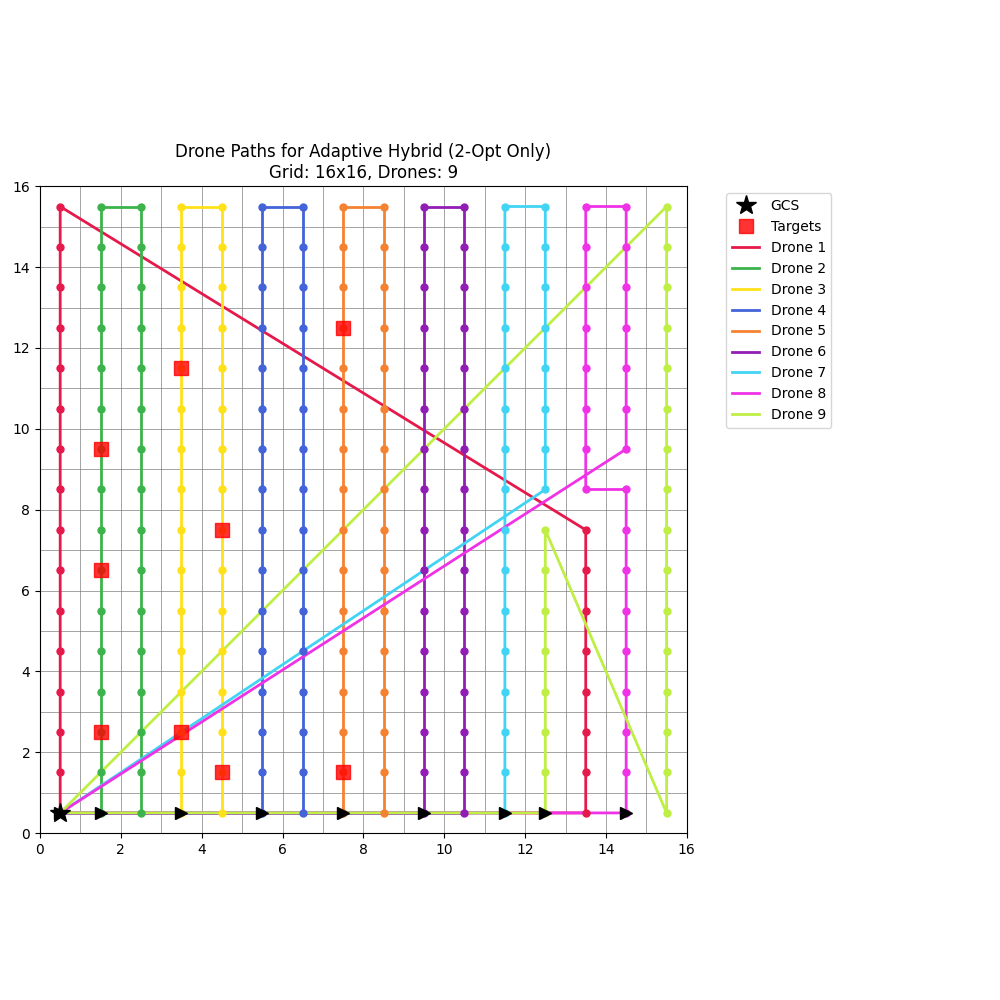 Drone Paths for Adaptive Hybrid (2-Opt Only)
Grid: 16x16, Drones: 9
16
14
12
10
8
6
4
2
0
0 2 4 6 8 10 12 14 16
GCS
Targets
Drone 1
Drone 2
Drone 3
Drone 4
Drone 5
Drone 6
Drone 7
Drone 8
Drone 9